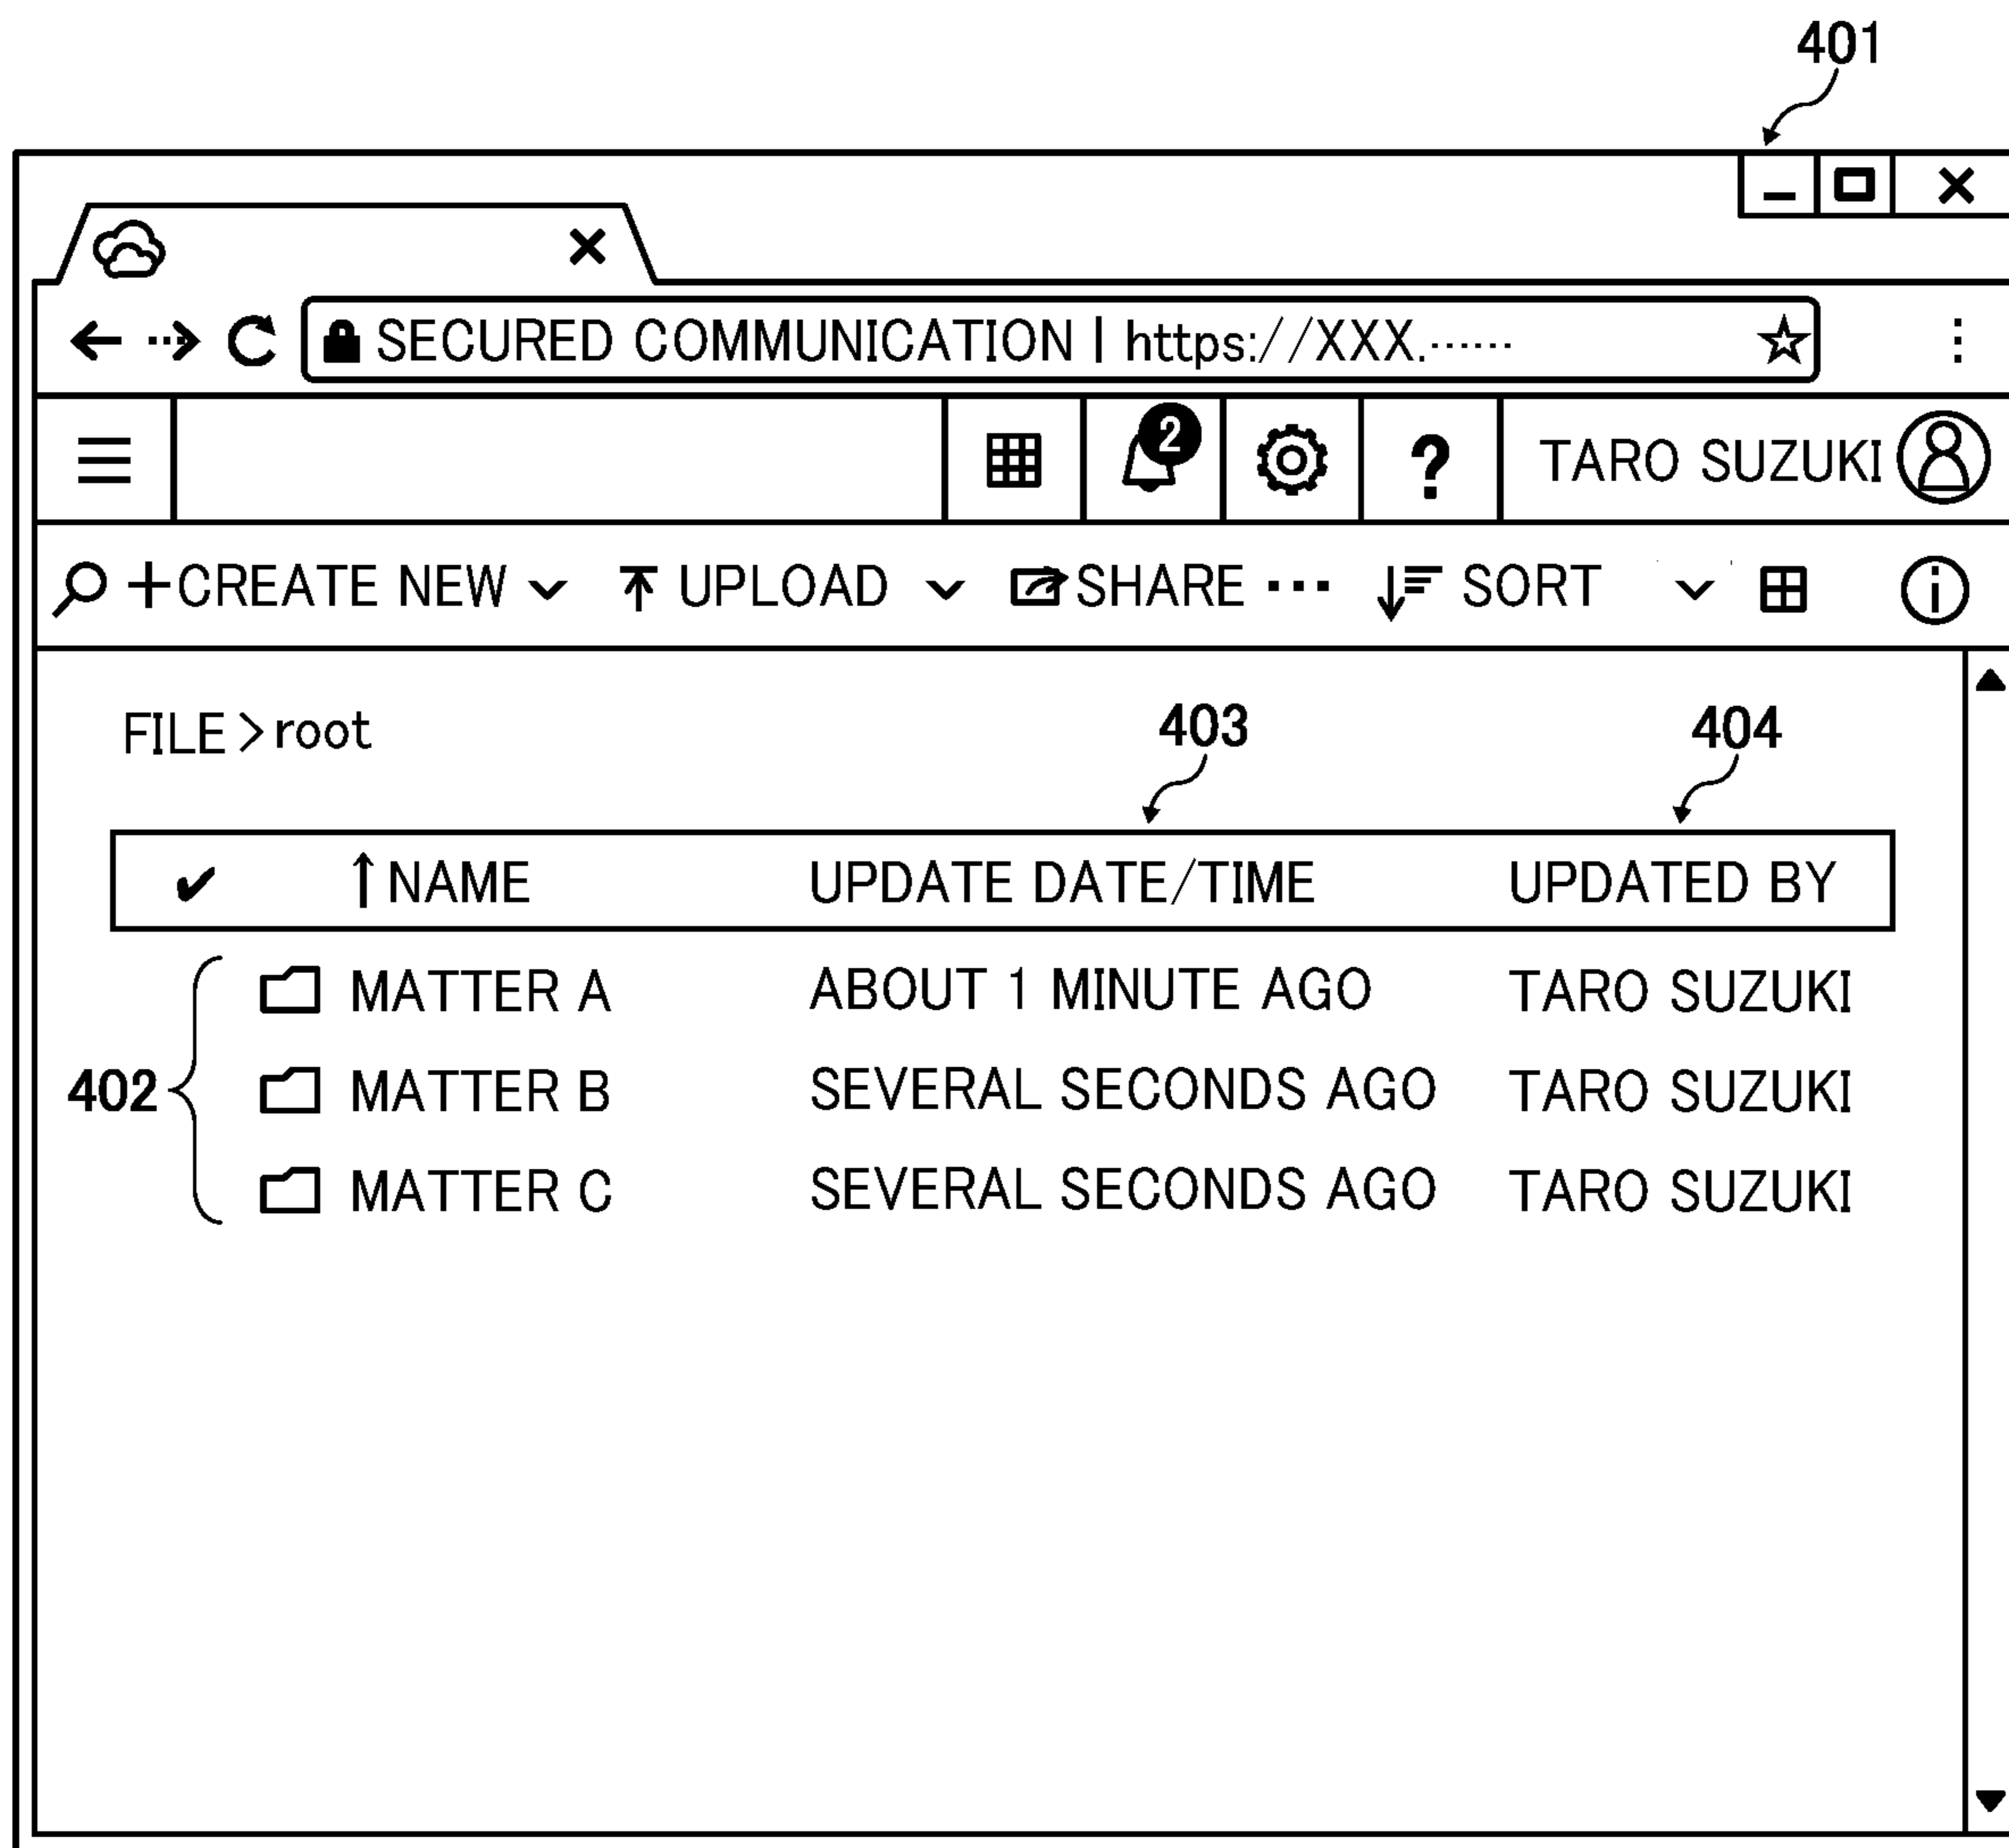 401
SECURED COMMUNICATION | https://XXX.······
2 ? TARO SUZUKI
+CREATE NEW UPLOAD SHARE ··· SORT
FILE>root
403 404
✔ ↑NAME UPDATE DATE/TIME UPDATED BY
MATTER A ABOUT 1 MINUTE AGO TARO SUZUKI
402 MATTER B SEVERAL SECONDS AGO TARO SUZUKI
MATTER C SEVERAL SECONDS AGO TARO SUZUKI